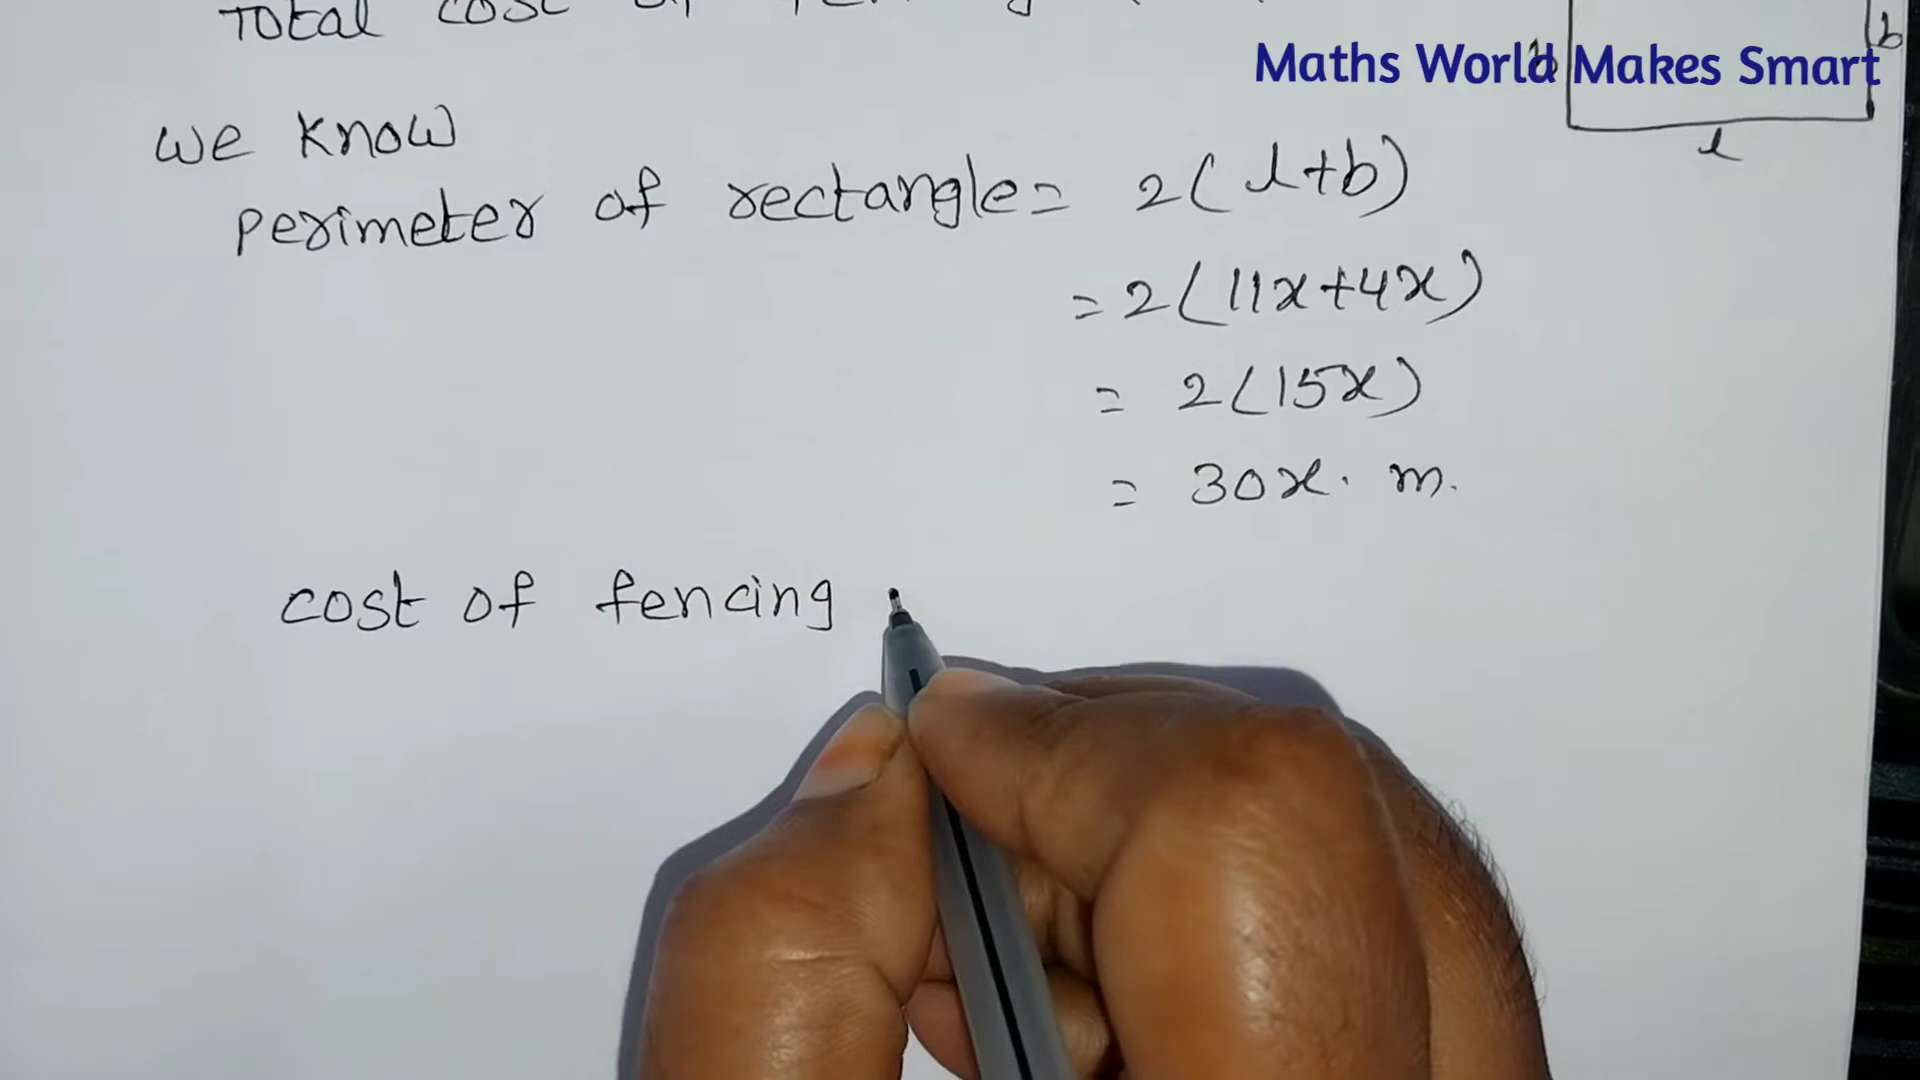 Total cost of
b
Maths World Makes Smart
b
we know
l
perimeter of rectangle = 2(l+b)
= 2(11x+4x)
= 2(15x)
= 30x. m.
cost of fencing